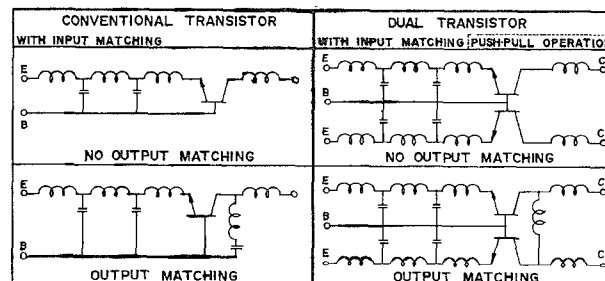 CONVENTIONAL TRANSISTOR
WITH INPUT MATCHING
E
B
NO OUTPUT MATCHING
E
B
OUTPUT MATCHING
DUAL TRANSISTOR
WITH INPUT MATCHING PUSH-PULL OPERATION
E C
B
E C
NO OUTPUT MATCHING
E C
B
E C
OUTPUT MATCHING